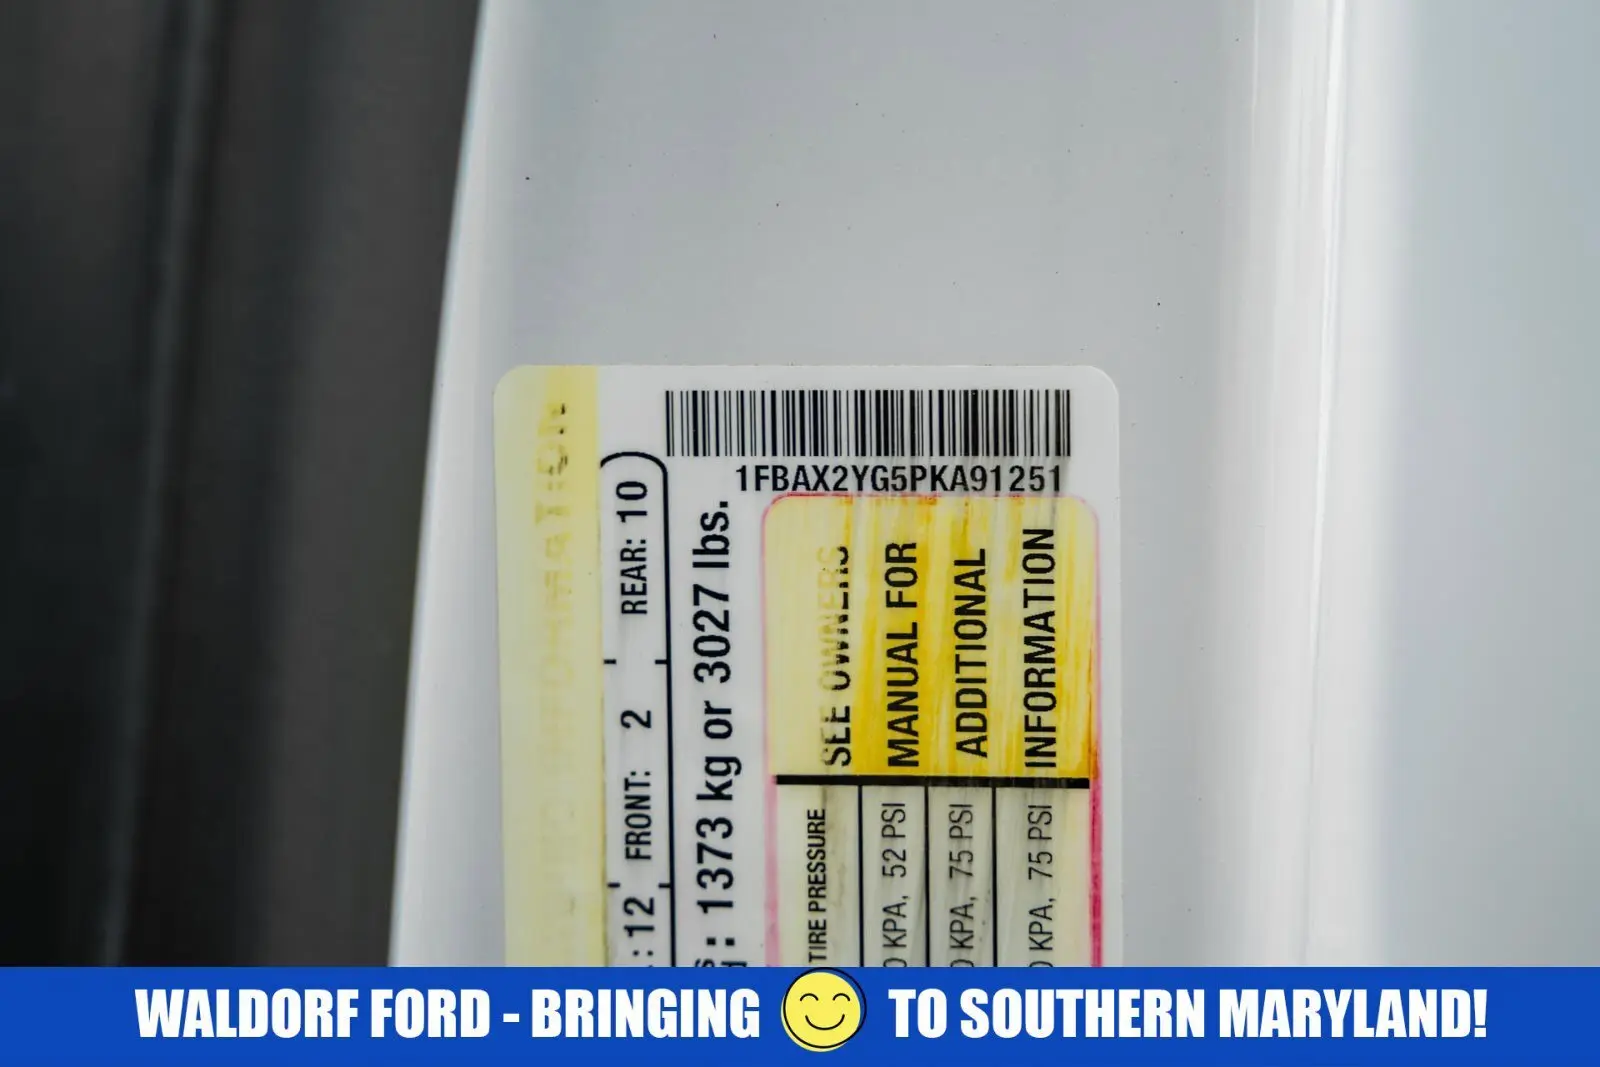 1FBAX2YG5PKA91251
INFORMATION
: 12 FRONT: 2 REAR: 10
: 1373 kg or 3027 lbs.
SEE OWNERS
MANUAL FOR
ADDITIONAL
INFORMATION
TIRE PRESSURE
KPA, 52 PSI
KPA, 75 PSI
KPA, 75 PSI
WALDORF FORD - BRINGING TO SOUTHERN MARYLAND!